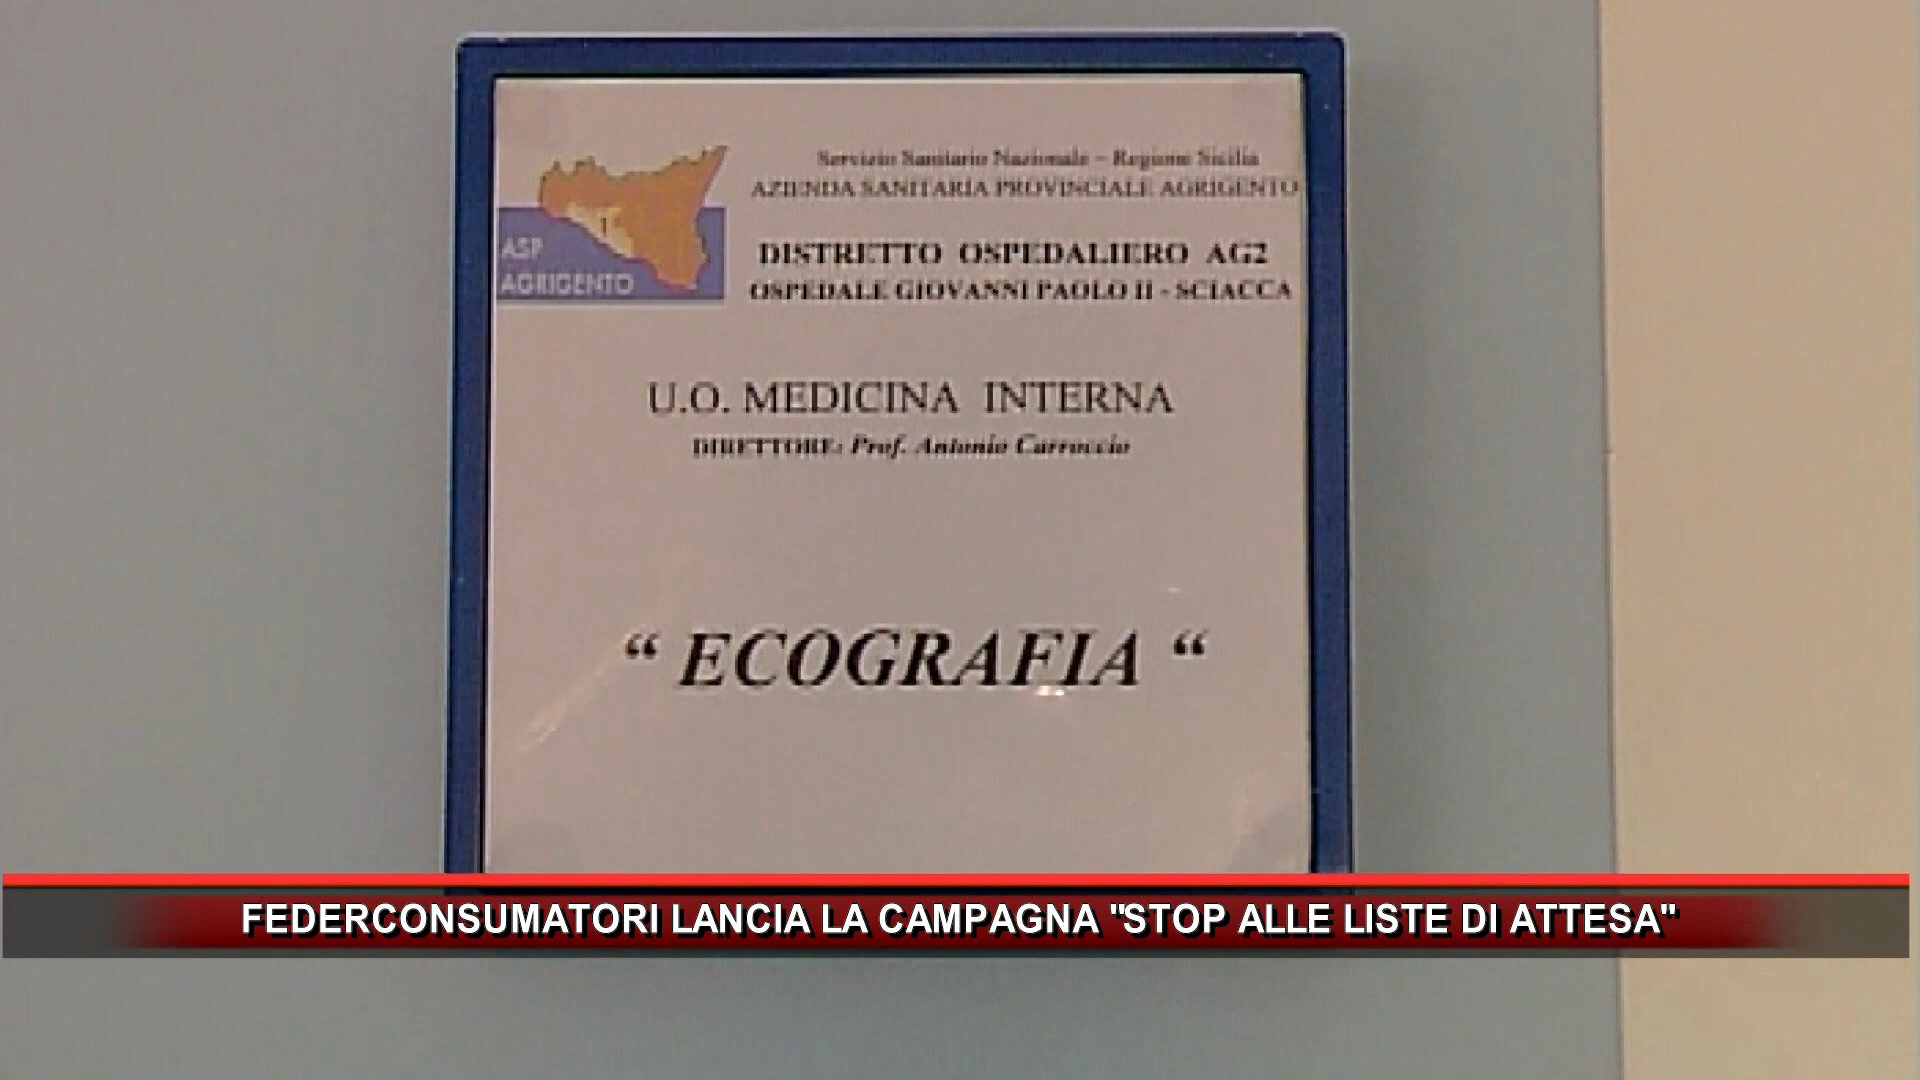 Servizio Sanitario Nazionale – Regione Sicilia
AZIENDA SANITARIA PROVINCIALE AGRIGENTO
ASP
AGRIGENTO
DISTRETTO OSPEDALIERO AG2
OSPEDALE GIOVANNI PAOLO II - SCIACCA
U.O. MEDICINA INTERNA
DIRETTORE: Prof. Antonio Carroccio
“ ECOGRAFIA “
FEDERCONSUMATORI LANCIA LA CAMPAGNA "STOP ALLE LISTE DI ATTESA"